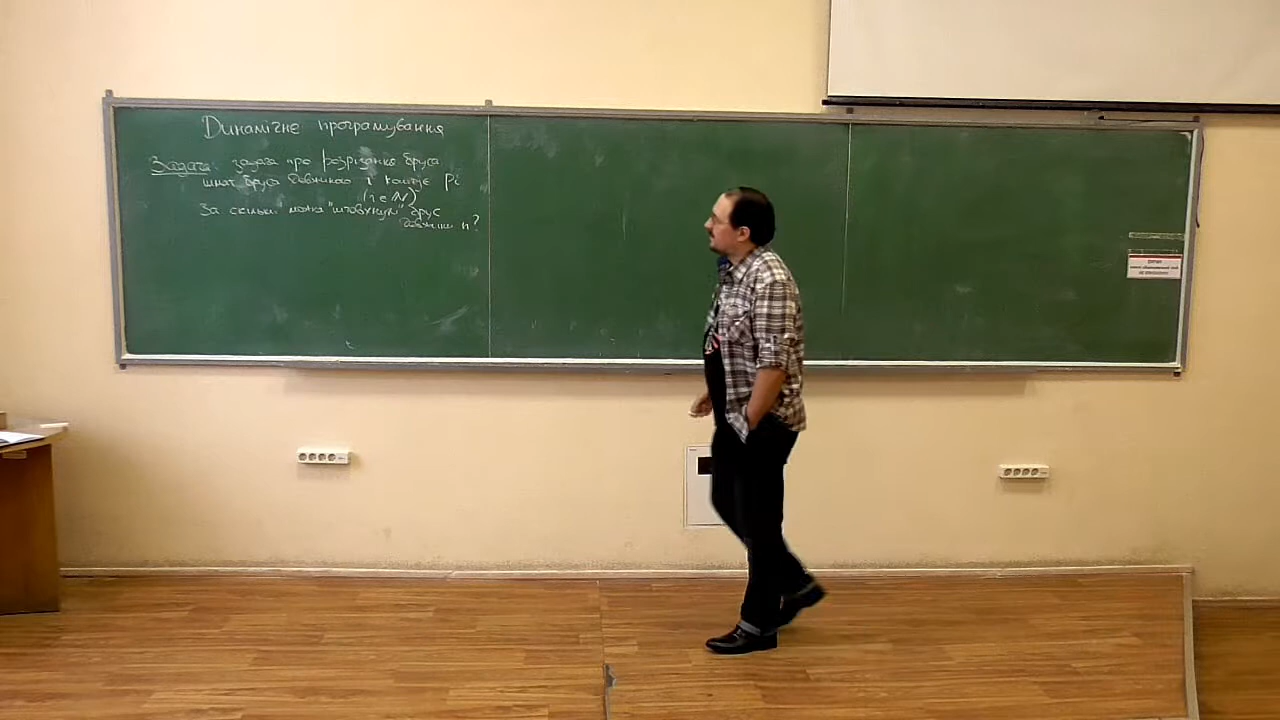 Динамічне програмування
Задача: задача про розрізання бруса
шмат бруса довжиною i коштує Pi
(n ∈ N)
За скільки можна "штовхнути" брус
довжини n?